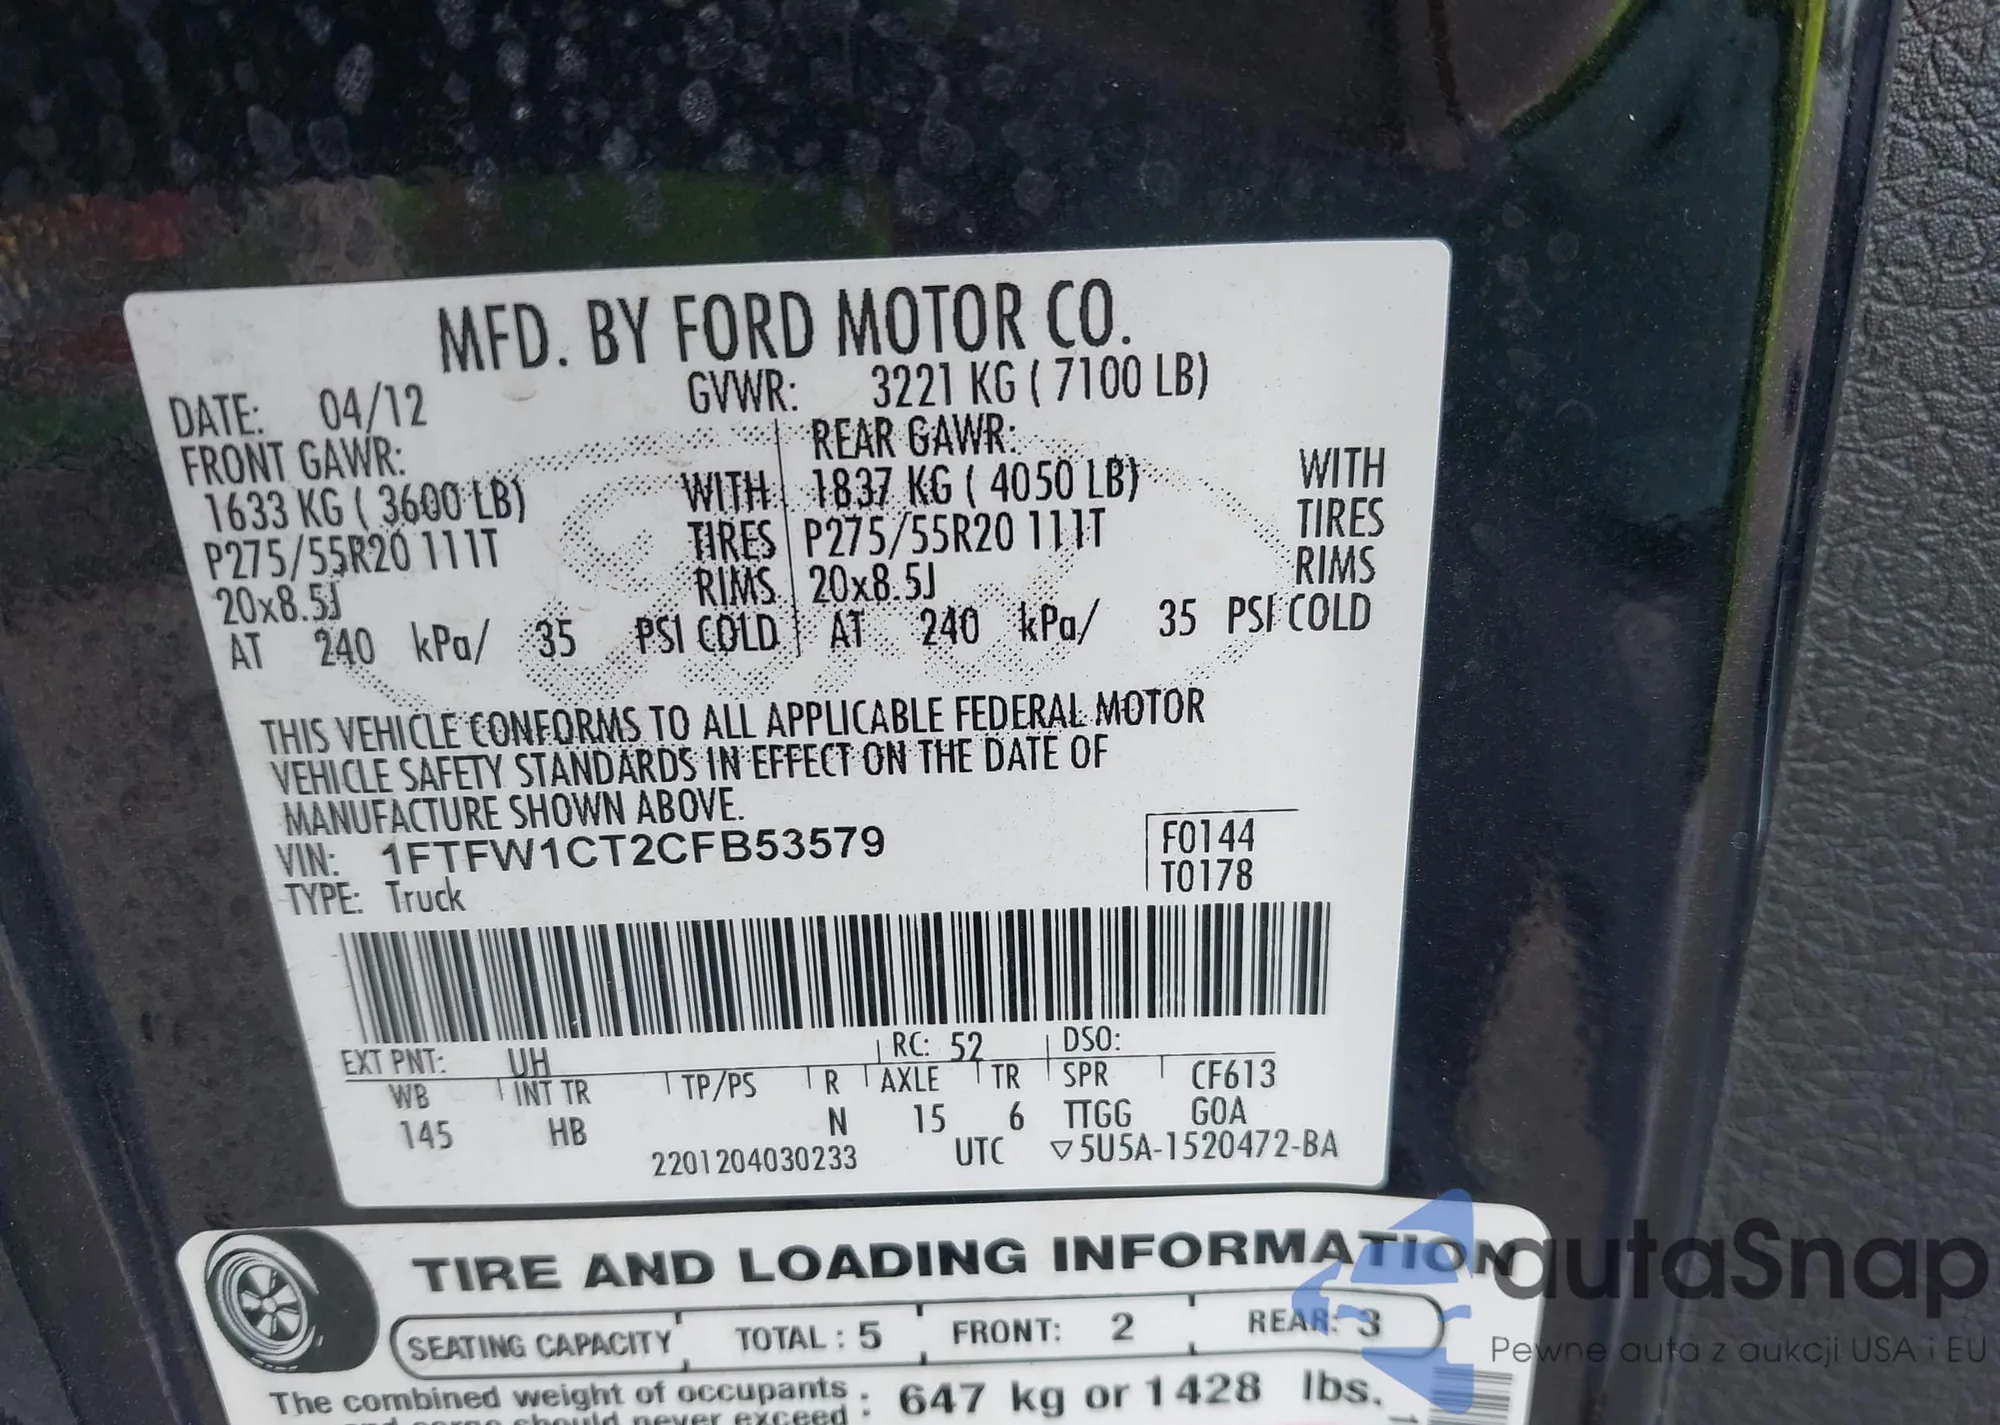 MFD. BY FORD MOTOR CO.
DATE: 04/12 GVWR: 3221 KG ( 7100 LB)
FRONT GAWR: REAR GAWR:
1633 KG ( 3600 LB) WITH 1837 KG ( 4050 LB) WITH
P275/55R20 111T TIRES P275/55R20 111T TIRES
20x8.5J RIMS 20x8.5J RIMS
AT 240 kPa/ 35 PSI COLD AT 240 kPa/ 35 PSI COLD
THIS VEHICLE CONFORMS TO ALL APPLICABLE FEDERAL MOTOR
VEHICLE SAFETY STANDARDS IN EFFECT ON THE DATE OF
MANUFACTURE SHOWN ABOVE.
VIN: 1FTFW1CT2CFB53579 F0144
TYPE: Truck T0178
EXT PNT: UH RC: 52 DSO:
WB INT TR TP/PS R AXLE TR SPR CF613
145 HB N 15 6 TTGG GOA
2201204030233 UTC ▽5U5A-1520472-BA
TIRE AND LOADING INFORMATION
SEATING CAPACITY TOTAL : 5 FRONT: 2 REAR: 3
The combined weight of occupants : 647 kg or 1428 lbs.
and cargo should never exceed :
autaSnap
Pewne auta z aukcji USA i EU